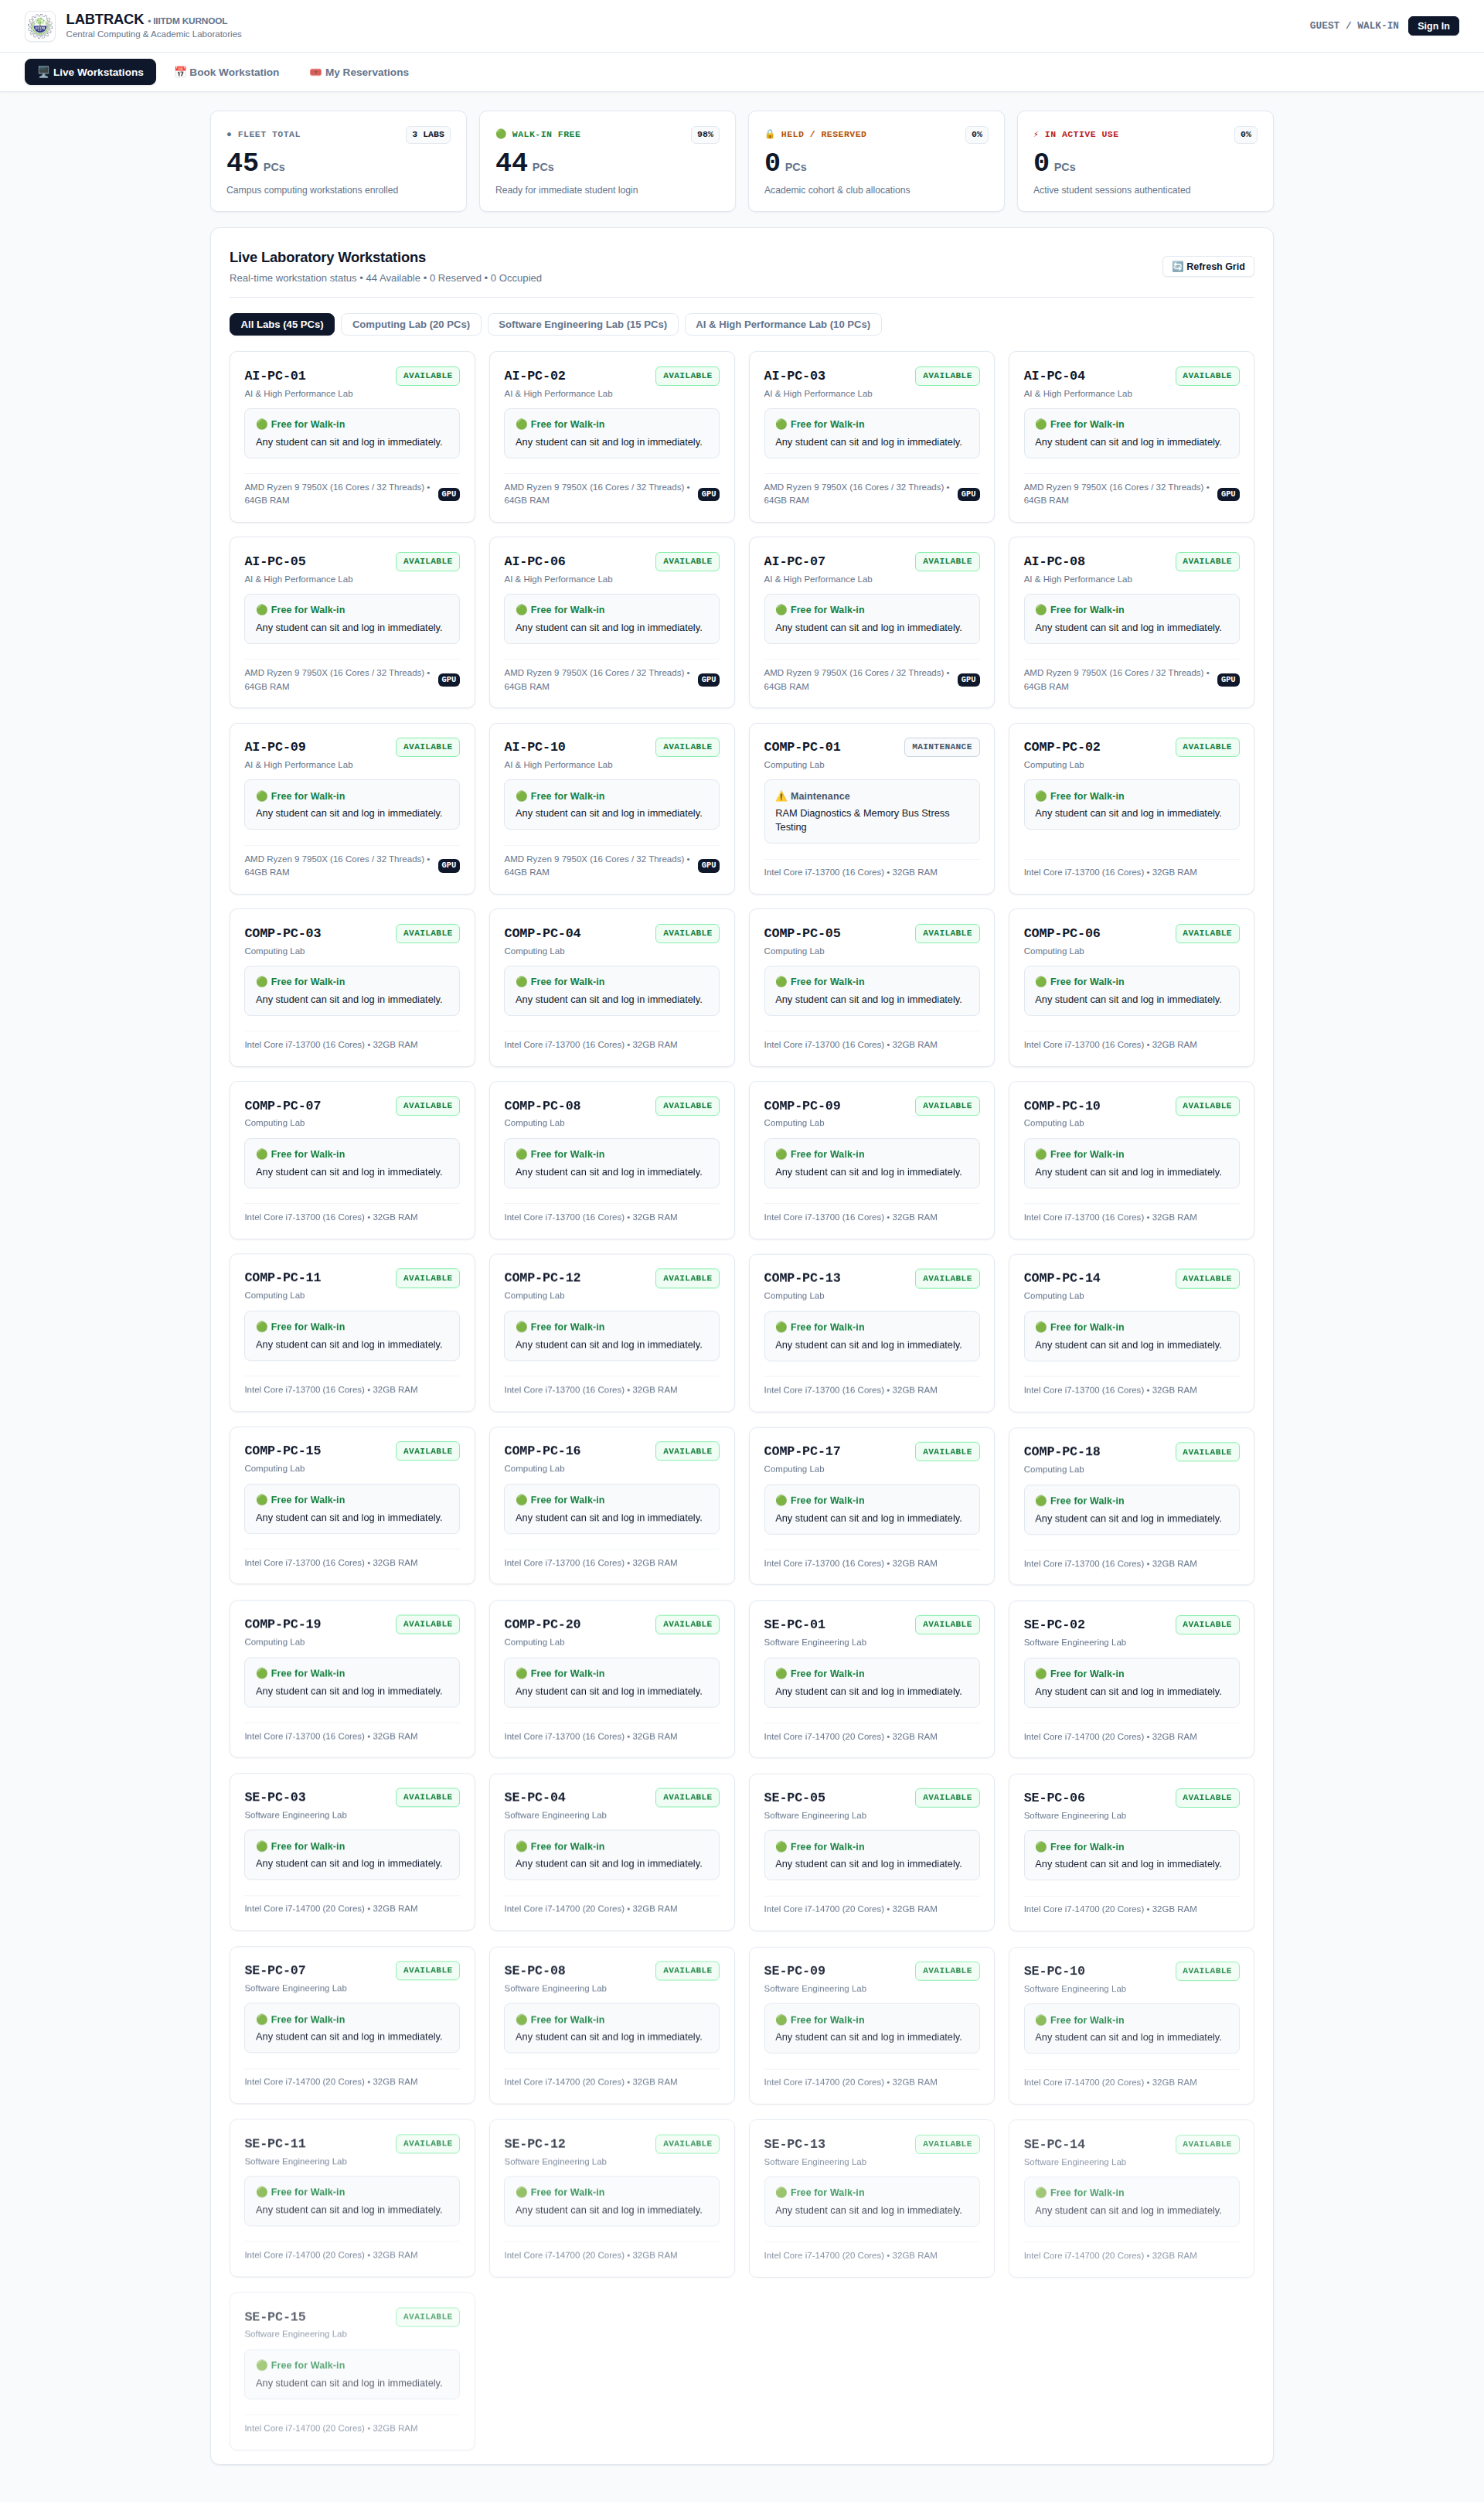 LABTRACK • IIITDM KURNOOL
Central Computing & Academic Laboratories
GUEST / WALK-IN Sign In
Live Workstations Book Workstation My Reservations
FLEET TOTAL 3 LABS WALK-IN FREE 98% HELD / RESERVED 0% IN ACTIVE USE 0%
45 PCs 44 PCs 0 PCs 0 PCs
Campus computing workstations enrolled Ready for immediate student login Academic cohort & club allocations Active student sessions authenticated
Live Laboratory Workstations
Real-time workstation status • 44 Available • 0 Reserved • 0 Occupied
Refresh Grid
All Labs (45 PCs) Computing Lab (20 PCs) Software Engineering Lab (15 PCs) AI & High Performance Lab (10 PCs)
AI-PC-01 AVAILABLE AI-PC-02 AVAILABLE AI-PC-03 AVAILABLE AI-PC-04 AVAILABLE
AI & High Performance Lab AI & High Performance Lab AI & High Performance Lab AI & High Performance Lab
Free for Walk-in Free for Walk-in Free for Walk-in Free for Walk-in
Any student can sit and log in immediately. Any student can sit and log in immediately. Any student can sit and log in immediately. Any student can sit and log in immediately.
AMD Ryzen 9 7950X (16 Cores / 32 Threads) • AMD Ryzen 9 7950X (16 Cores / 32 Threads) • AMD Ryzen 9 7950X (16 Cores / 32 Threads) • AMD Ryzen 9 7950X (16 Cores / 32 Threads) •
64GB RAM GPU 64GB RAM GPU 64GB RAM GPU 64GB RAM GPU
AI-PC-05 AVAILABLE AI-PC-06 AVAILABLE AI-PC-07 AVAILABLE AI-PC-08 AVAILABLE
AI & High Performance Lab AI & High Performance Lab AI & High Performance Lab AI & High Performance Lab
Free for Walk-in Free for Walk-in Free for Walk-in Free for Walk-in
Any student can sit and log in immediately. Any student can sit and log in immediately. Any student can sit and log in immediately. Any student can sit and log in immediately.
AMD Ryzen 9 7950X (16 Cores / 32 Threads) • AMD Ryzen 9 7950X (16 Cores / 32 Threads) • AMD Ryzen 9 7950X (16 Cores / 32 Threads) • AMD Ryzen 9 7950X (16 Cores / 32 Threads) •
64GB RAM GPU 64GB RAM GPU 64GB RAM GPU 64GB RAM GPU
AI-PC-09 AVAILABLE AI-PC-10 AVAILABLE COMP-PC-01 MAINTENANCE COMP-PC-02 AVAILABLE
AI & High Performance Lab AI & High Performance Lab Computing Lab Computing Lab
Free for Walk-in Free for Walk-in Maintenance Free for Walk-in
Any student can sit and log in immediately. Any student can sit and log in immediately. RAM Diagnostics & Memory Bus Stress Any student can sit and log in immediately.
Testing
AMD Ryzen 9 7950X (16 Cores / 32 Threads) • AMD Ryzen 9 7950X (16 Cores / 32 Threads) •
64GB RAM GPU 64GB RAM GPU Intel Core i7-13700 (16 Cores) • 32GB RAM Intel Core i7-13700 (16 Cores) • 32GB RAM
COMP-PC-03 AVAILABLE COMP-PC-04 AVAILABLE COMP-PC-05 AVAILABLE COMP-PC-06 AVAILABLE
Computing Lab Computing Lab Computing Lab Computing Lab
Free for Walk-in Free for Walk-in Free for Walk-in Free for Walk-in
Any student can sit and log in immediately. Any student can sit and log in immediately. Any student can sit and log in immediately. Any student can sit and log in immediately.
Intel Core i7-13700 (16 Cores) • 32GB RAM Intel Core i7-13700 (16 Cores) • 32GB RAM Intel Core i7-13700 (16 Cores) • 32GB RAM Intel Core i7-13700 (16 Cores) • 32GB RAM
COMP-PC-07 AVAILABLE COMP-PC-08 AVAILABLE COMP-PC-09 AVAILABLE COMP-PC-10 AVAILABLE
Computing Lab Computing Lab Computing Lab Computing Lab
Free for Walk-in Free for Walk-in Free for Walk-in Free for Walk-in
Any student can sit and log in immediately. Any student can sit and log in immediately. Any student can sit and log in immediately. Any student can sit and log in immediately.
Intel Core i7-13700 (16 Cores) • 32GB RAM Intel Core i7-13700 (16 Cores) • 32GB RAM Intel Core i7-13700 (16 Cores) • 32GB RAM Intel Core i7-13700 (16 Cores) • 32GB RAM
COMP-PC-11 AVAILABLE COMP-PC-12 AVAILABLE COMP-PC-13 AVAILABLE COMP-PC-14 AVAILABLE
Computing Lab Computing Lab Computing Lab Computing Lab
Free for Walk-in Free for Walk-in Free for Walk-in Free for Walk-in
Any student can sit and log in immediately. Any student can sit and log in immediately. Any student can sit and log in immediately. Any student can sit and log in immediately.
Intel Core i7-13700 (16 Cores) • 32GB RAM Intel Core i7-13700 (16 Cores) • 32GB RAM Intel Core i7-13700 (16 Cores) • 32GB RAM Intel Core i7-13700 (16 Cores) • 32GB RAM
COMP-PC-15 AVAILABLE COMP-PC-16 AVAILABLE COMP-PC-17 AVAILABLE COMP-PC-18 AVAILABLE
Computing Lab Computing Lab Computing Lab Computing Lab
Free for Walk-in Free for Walk-in Free for Walk-in Free for Walk-in
Any student can sit and log in immediately. Any student can sit and log in immediately. Any student can sit and log in immediately. Any student can sit and log in immediately.
Intel Core i7-13700 (16 Cores) • 32GB RAM Intel Core i7-13700 (16 Cores) • 32GB RAM Intel Core i7-13700 (16 Cores) • 32GB RAM Intel Core i7-13700 (16 Cores) • 32GB RAM
COMP-PC-19 AVAILABLE COMP-PC-20 AVAILABLE SE-PC-01 AVAILABLE SE-PC-02 AVAILABLE
Computing Lab Computing Lab Software Engineering Lab Software Engineering Lab
Free for Walk-in Free for Walk-in Free for Walk-in Free for Walk-in
Any student can sit and log in immediately. Any student can sit and log in immediately. Any student can sit and log in immediately. Any student can sit and log in immediately.
Intel Core i7-13700 (16 Cores) • 32GB RAM Intel Core i7-13700 (16 Cores) • 32GB RAM Intel Core i7-14700 (20 Cores) • 32GB RAM Intel Core i7-14700 (20 Cores) • 32GB RAM
SE-PC-03 AVAILABLE SE-PC-04 AVAILABLE SE-PC-05 AVAILABLE SE-PC-06 AVAILABLE
Software Engineering Lab Software Engineering Lab Software Engineering Lab Software Engineering Lab
Free for Walk-in Free for Walk-in Free for Walk-in Free for Walk-in
Any student can sit and log in immediately. Any student can sit and log in immediately. Any student can sit and log in immediately. Any student can sit and log in immediately.
Intel Core i7-14700 (20 Cores) • 32GB RAM Intel Core i7-14700 (20 Cores) • 32GB RAM Intel Core i7-14700 (20 Cores) • 32GB RAM Intel Core i7-14700 (20 Cores) • 32GB RAM
SE-PC-07 AVAILABLE SE-PC-08 AVAILABLE SE-PC-09 AVAILABLE SE-PC-10 AVAILABLE
Software Engineering Lab Software Engineering Lab Software Engineering Lab Software Engineering Lab
Free for Walk-in Free for Walk-in Free for Walk-in Free for Walk-in
Any student can sit and log in immediately. Any student can sit and log in immediately. Any student can sit and log in immediately. Any student can sit and log in immediately.
Intel Core i7-14700 (20 Cores) • 32GB RAM Intel Core i7-14700 (20 Cores) • 32GB RAM Intel Core i7-14700 (20 Cores) • 32GB RAM Intel Core i7-14700 (20 Cores) • 32GB RAM
SE-PC-11 AVAILABLE SE-PC-12 AVAILABLE SE-PC-13 AVAILABLE SE-PC-14 AVAILABLE
Software Engineering Lab Software Engineering Lab Software Engineering Lab Software Engineering Lab
Free for Walk-in Free for Walk-in Free for Walk-in Free for Walk-in
Any student can sit and log in immediately. Any student can sit and log in immediately. Any student can sit and log in immediately. Any student can sit and log in immediately.
Intel Core i7-14700 (20 Cores) • 32GB RAM Intel Core i7-14700 (20 Cores) • 32GB RAM Intel Core i7-14700 (20 Cores) • 32GB RAM Intel Core i7-14700 (20 Cores) • 32GB RAM
SE-PC-15 AVAILABLE
Software Engineering Lab
Free for Walk-in
Any student can sit and log in immediately.
Intel Core i7-14700 (20 Cores) • 32GB RAM